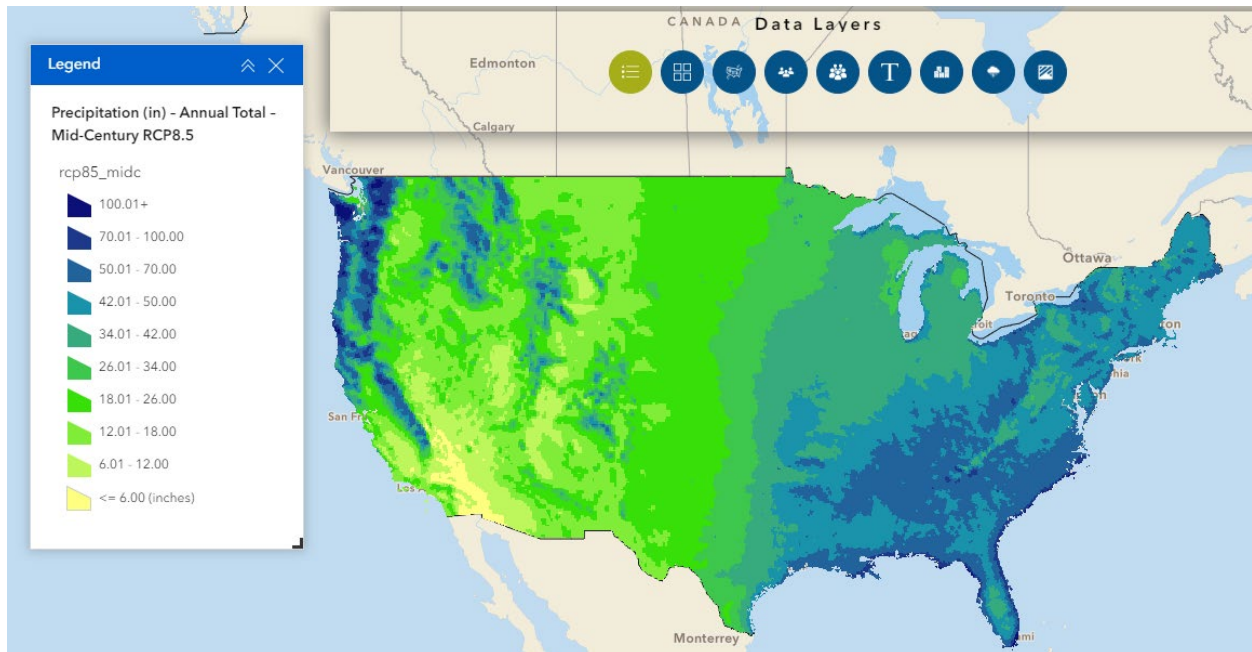 CANADA
Data Layers
Legend
Edmonton
T
Precipitation (in) - Annual Total -
Mid-Century RCP8.5
Calgary
rcp85_midc
Vancouver
100.01+
70.01 - 100.00
50.01 - 70.00
Ottawa
42.01 - 50.00
Toronto
34.01 - 42.00
26.01 - 34.00
18.01 - 26.00
San Fra
12.01 - 18.00
6.01 - 12.00
Los
<= 6.00 (inches)
Monterrey